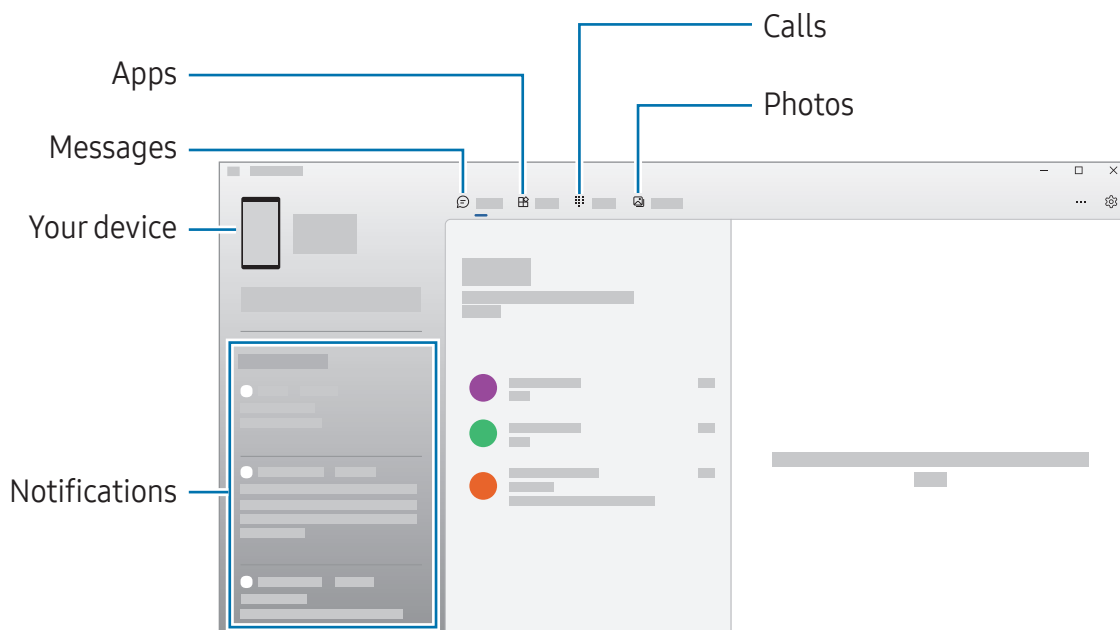 Calls
Apps
Photos
Messages
Your device
Notifications